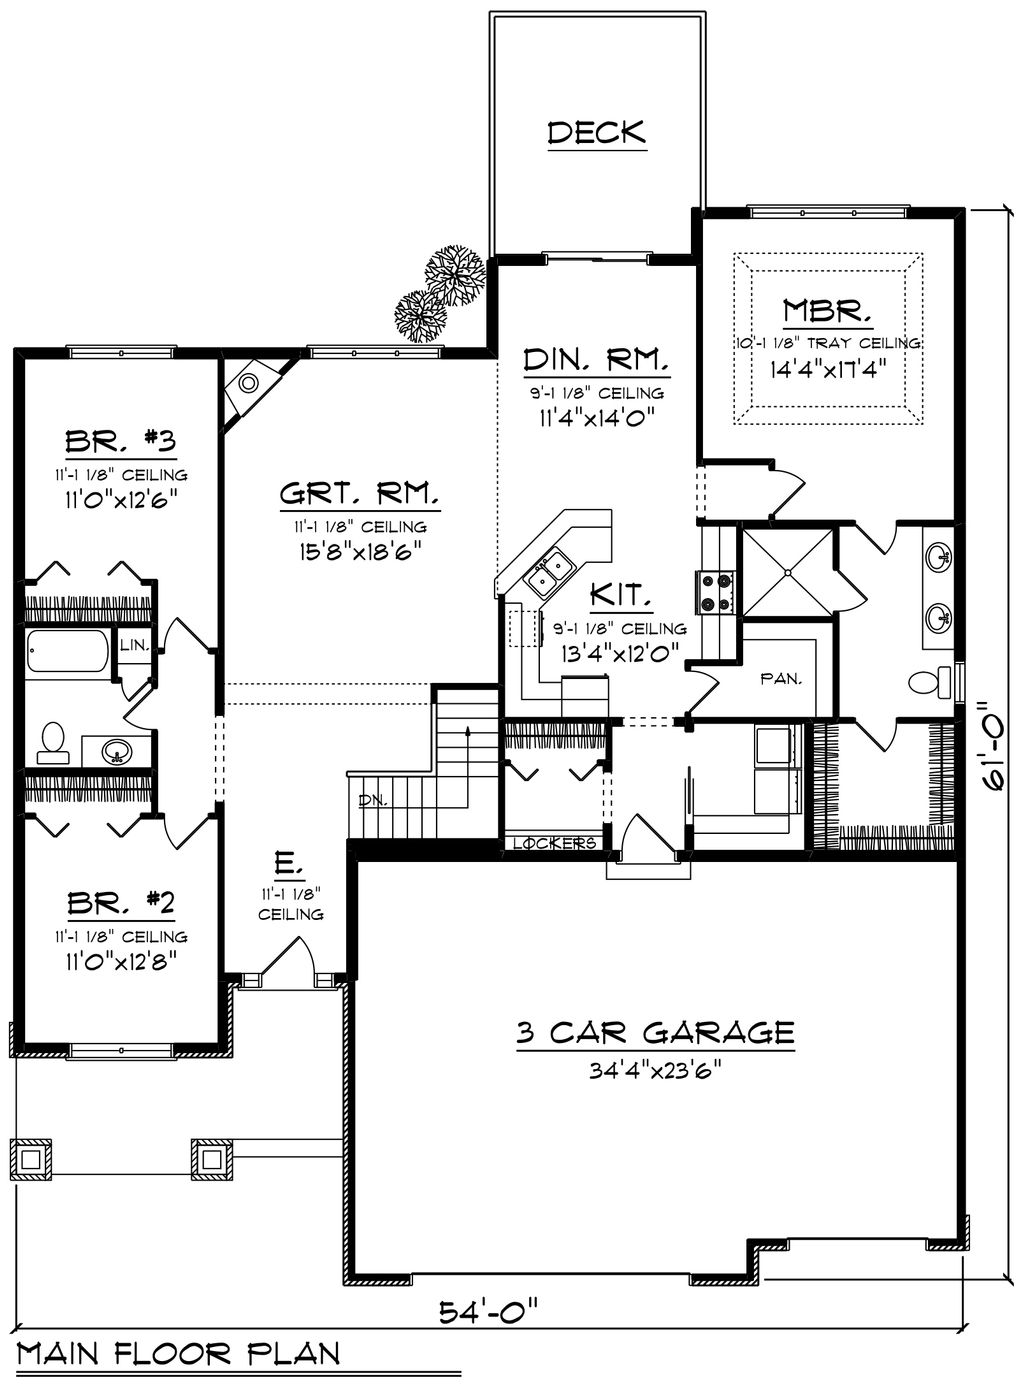 DECK
MBR.
10'-1 1/8" TRAY CEILING
14'4"x17'4"
DIN. RM.
9'-1 1/8" CEILING
11'4"x14'0"
BR. #3
11'-1 1/8" CEILING
11'0"x12'6"
GRT. RM.
11'-1 1/8" CEILING
15'8"x18'6"
KIT.
9'-1 1/8" CEILING
13'4"x12'0"
LIN.
PAN.
61'-0"
DN.
LOCKERS
E.
11'-1 1/8"
CEILING
BR. #2
11'-1 1/8" CEILING
11'0"x12'8"
3 CAR GARAGE
34'4"x23'6"
54'-0"
MAIN FLOOR PLAN